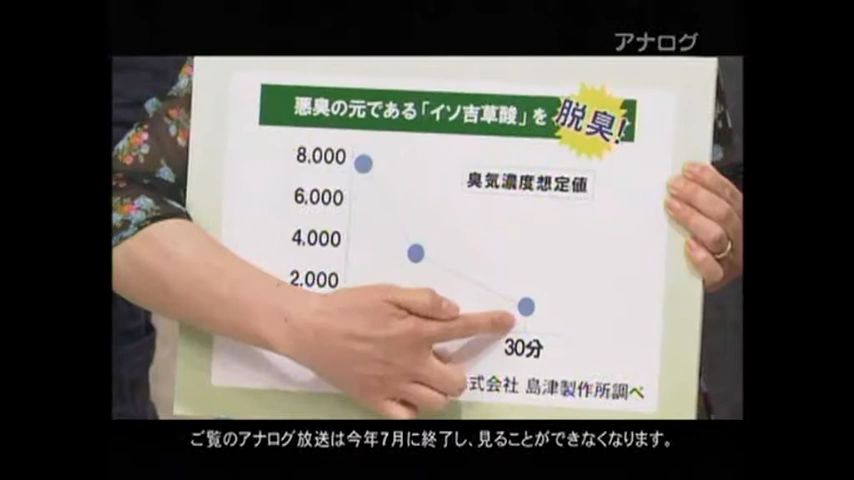 アナログ
悪臭の元である「イソ吉草酸」を
脱臭!
8,000
臭気濃度想定値
6,000
4,000
2,000
30分
式会社 島津製作所調べ
ご覧のアナログ放送は今年7月に終了し、見ることができなくなります。